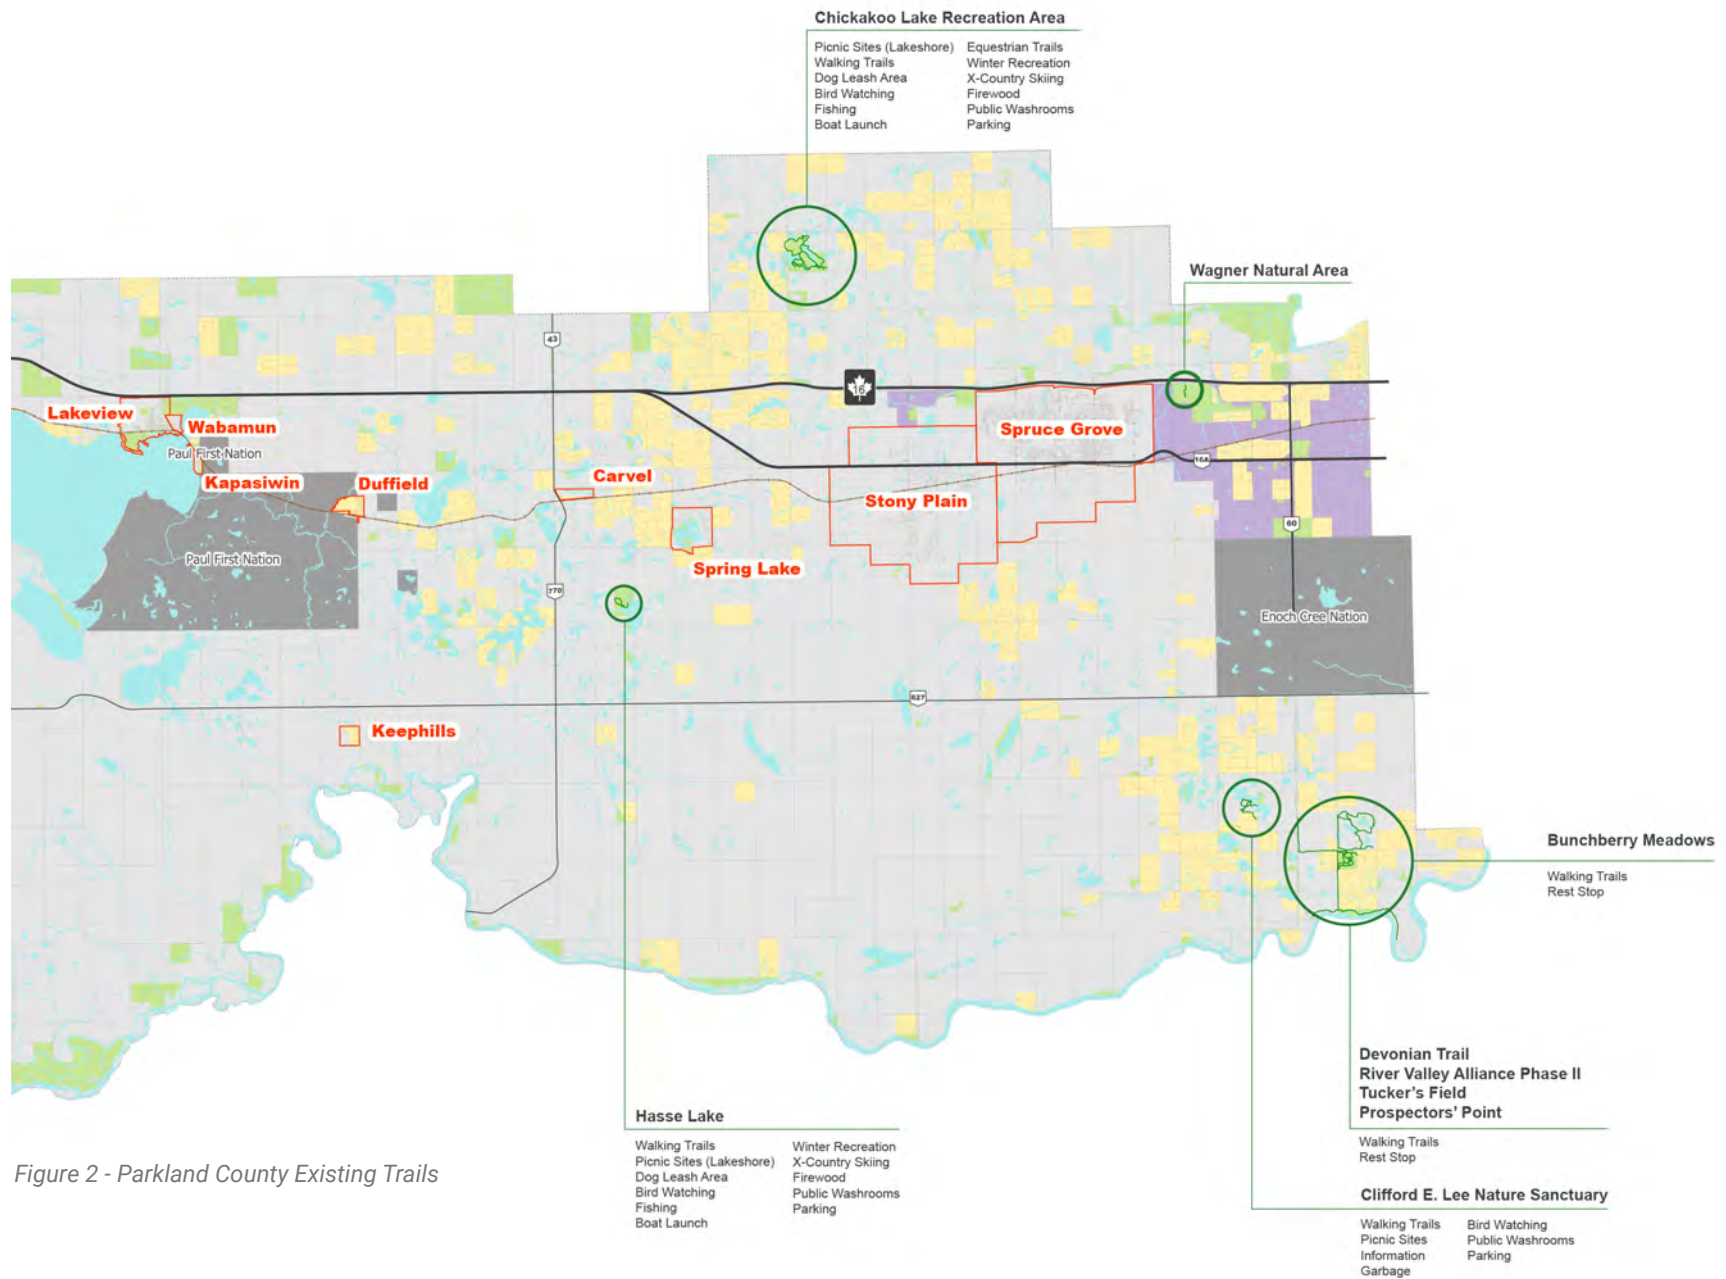 Chickakoo Lake Recreation Area
Picnic Sites (Lakeshore)
Walking Trails
Dog Leash Area
Bird Watching
Fishing
Boat Launch
Equestrian Trails
Winter Recreation
X-Country Skiing
Firewood
Public Washrooms
Parking
Wagner Natural Area
43
16
Lakeview
Wabamun
Paul First Nation
Kapasiwin
Duffield
Carvel
Spruce Grove
16A
Stony Plain
60
Paul First Nation
Spring Lake
770
Enoch Cree Nation
627
Keephills
Bunchberry Meadows
Walking Trails
Rest Stop
Devonian Trail
River Valley Alliance Phase II
Tucker's Field
Prospectors' Point
Walking Trails
Rest Stop
Hasse Lake
Walking Trails
Picnic Sites (Lakeshore)
Dog Leash Area
Bird Watching
Fishing
Boat Launch
Winter Recreation
X-Country Skiing
Firewood
Public Washrooms
Parking
Clifford E. Lee Nature Sanctuary
Walking Trails
Picnic Sites
Information
Garbage
Bird Watching
Public Washrooms
Parking
Figure 2 - Parkland County Existing Trails